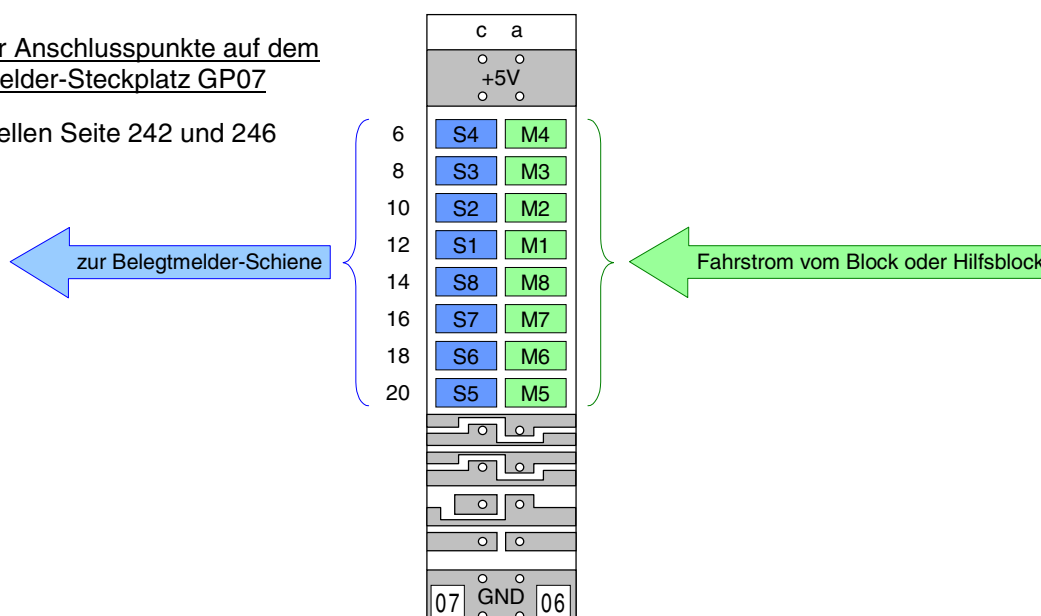 r Anschlusspunkte auf dem
elder-Steckplatz GP07
ellen Seite 242 und 246
c a
+5V
6 S4 M4
8 S3 M3
10 S2 M2
12 S1 M1
14 S8 M8
16 S7 M7
18 S6 M6
20 S5 M5
zur Belegtmelder-Schiene
Fahrstrom vom Block oder Hilfsblock
07 GND 06